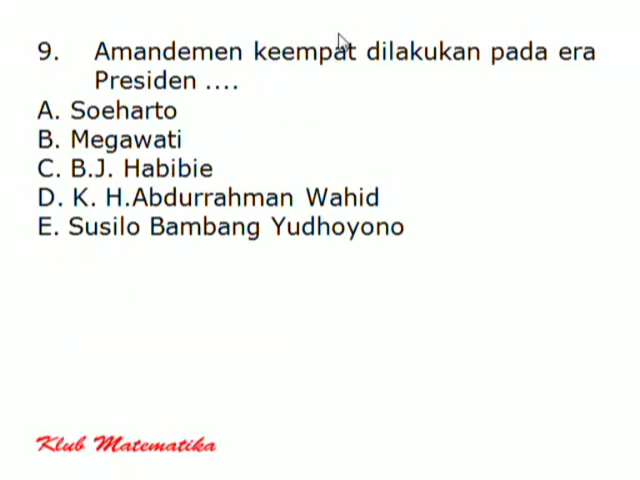 9. Amandemen keempat dilakukan pada era
Presiden ....
A. Soeharto
B. Megawati
C. B.J. Habibie
D. K. H.Abdurrahman Wahid
E. Susilo Bambang Yudhoyono
Klub Matematika